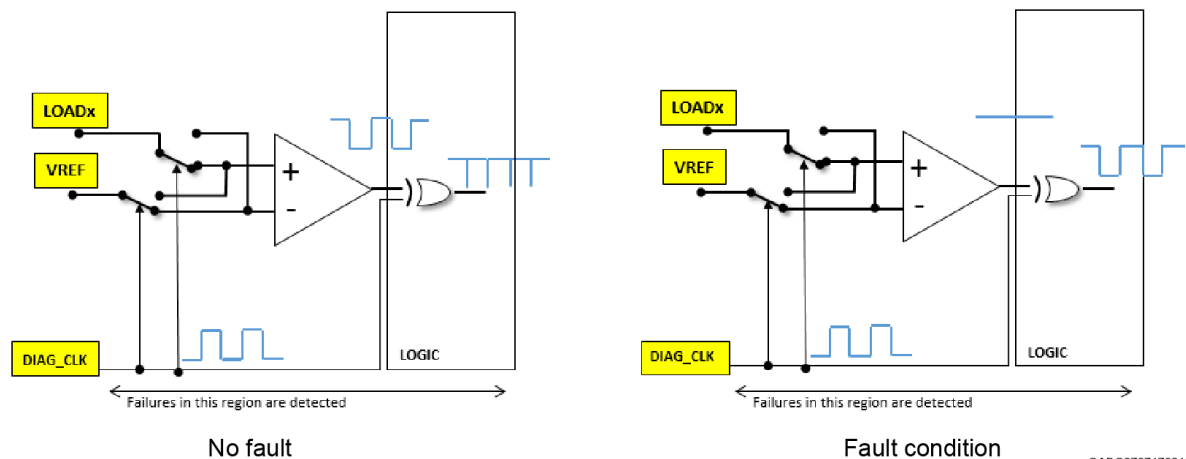 LOADx
VREF
+
-
DIAG_CLK
LOGIC
Failures in this region are detected
No fault
LOADx
VREF
+
-
DIAG_CLK
LOGIC
Failures in this region are detected
Fault condition